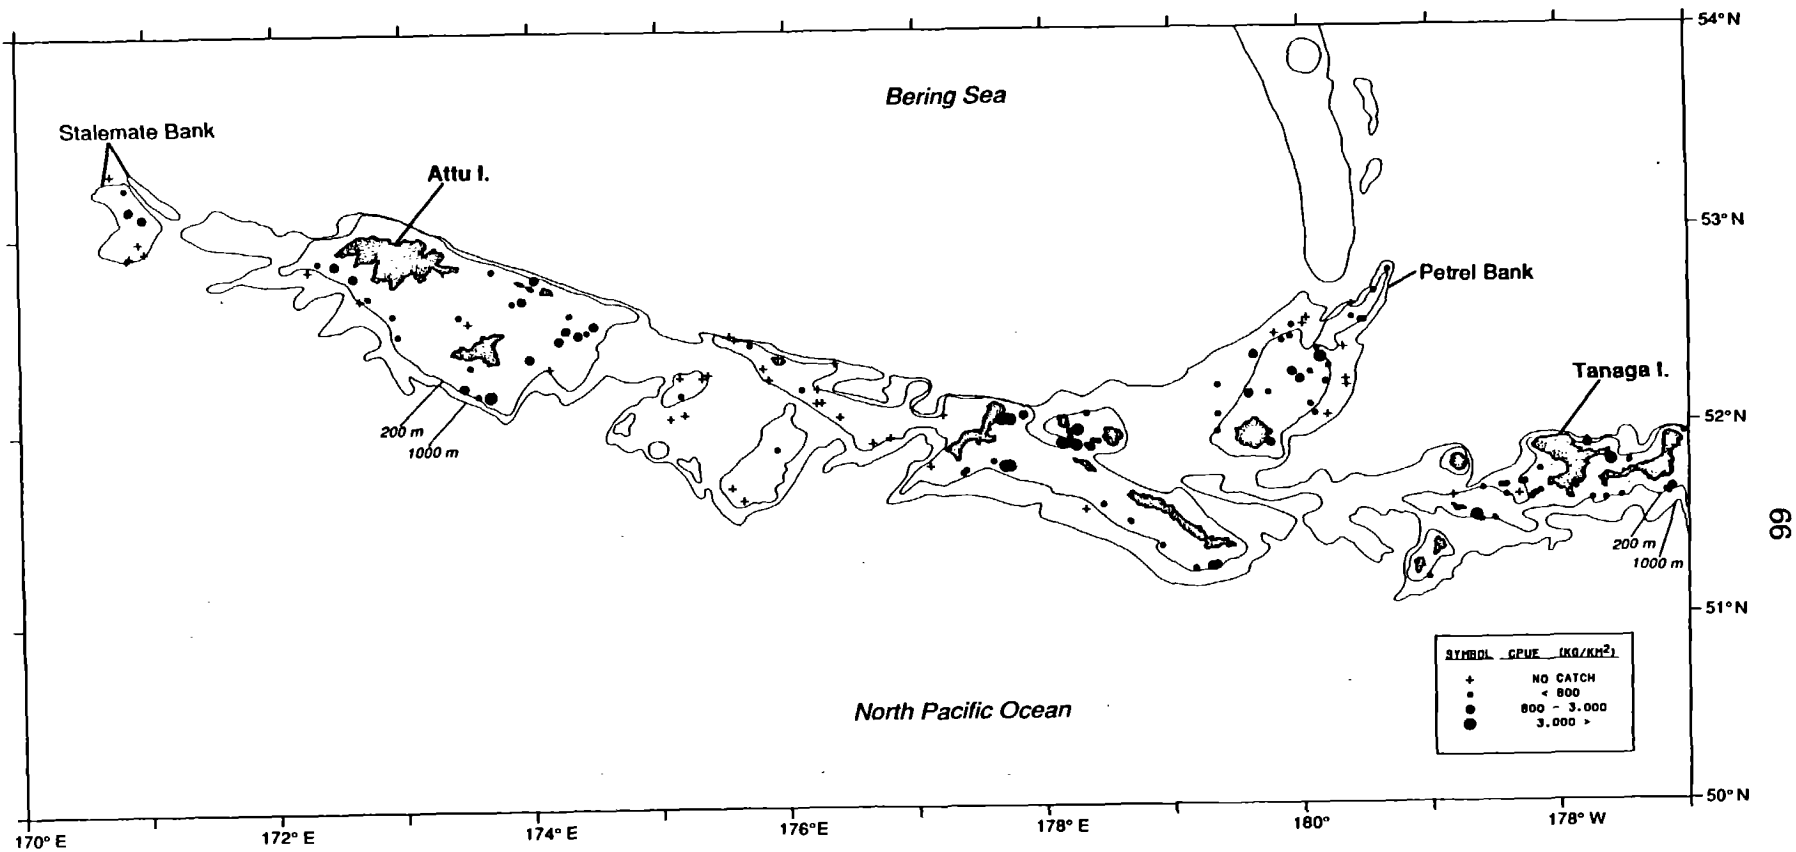 54°N
Bering Sea
Stalemate Bank
Attu I.
53°N
Petrel Bank
Tanaga I.
52°N
200 m
1000 m
200 m
1000 m
66
51°N
SYMBOL CPUE (KG/KM²)
+ NO CATCH
< 800
800 - 3.000
3.000 >
North Pacific Ocean
50°N
170° E 172° E 174° E 176°E 178° E 180° 178° W